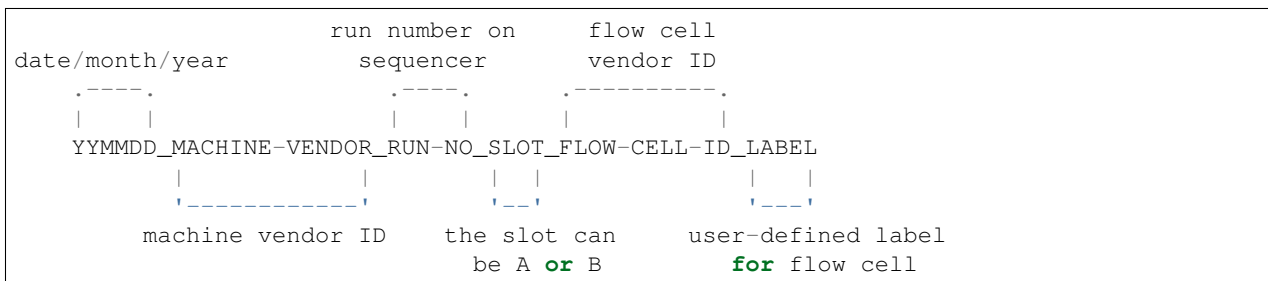 run number on flow cell
date/month/year sequencer vendor ID
.----. .----. .----------.
| | | | | |
YYMMDD_MACHINE-VENDOR_RUN-NO_SLOT_FLOW-CELL-ID_LABEL
| | | | | |
'------------' '--' '---'
machine vendor ID the slot can user-defined label
be A or B for flow cell